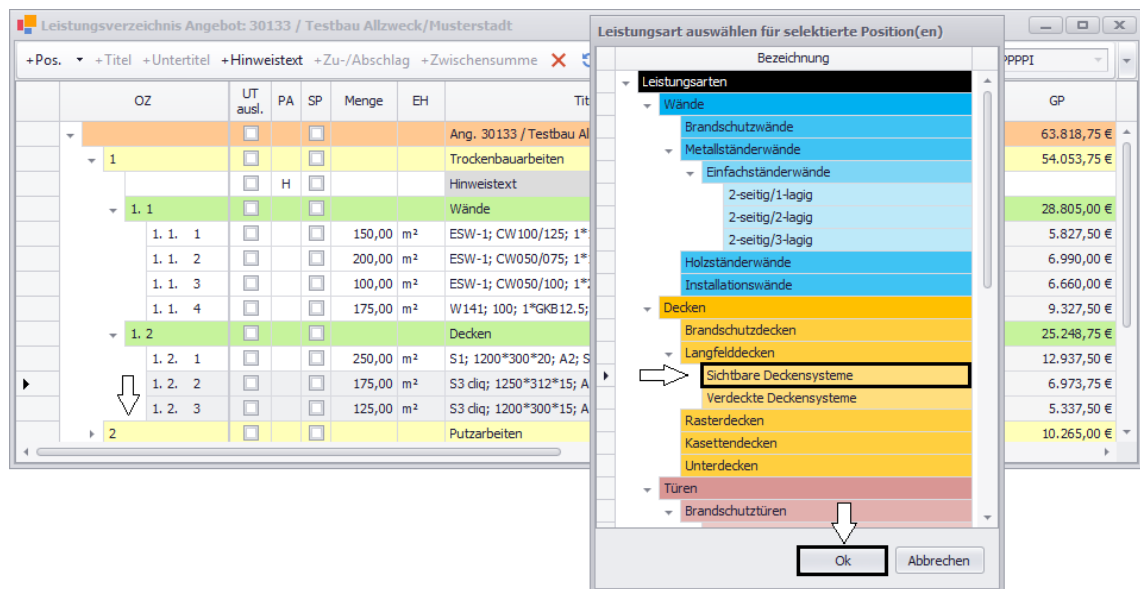 Leistungsverzeichnis Angebot: 30133 / Testbau Allzweck/Musterstadt
+Pos. +Titel +Untertitel +Hinweistext +Zu-/Abschlag +Zwischensumme
OZ UT ausl. PA SP Menge EH Tit GP
Ang. 30133 / Testbau Al 63.818,75 €
1 Trockenbauarbeiten 54.053,75 €
H Hinweistext
1. 1 Wände 28.805,00 €
1. 1. 1 150,00 m² ESW-1; CW100/125; 1* 5.827,50 €
1. 1. 2 200,00 m² ESW-1; CW050/075; 1* 6.990,00 €
1. 1. 3 100,00 m² ESW-1; CW050/100; 1* 6.660,00 €
1. 1. 4 175,00 m² W141; 100; 1*GKB12.5; 9.327,50 €
1. 2 Decken 25.248,75 €
1. 2. 1 250,00 m² S1; 1200*300*20; A2; S 12.937,50 €
1. 2. 2 175,00 m² S3 cliq; 1250*312*15; A 6.973,75 €
1. 2. 3 125,00 m² S3 cliq; 1200*300*15; A 5.337,50 €
2 Putzarbeiten 10.265,00 €
Leistungsart auswählen für selektierte Position(en)
Bezeichnung
Leistungsarten
Wände
Brandschutzwände
Metallständerwände
Einfachständerwände
2-seitig/1-lagig
2-seitig/2-lagig
2-seitig/3-lagig
Holzständerwände
Installationswände
Decken
Brandschutzdecken
Langfelddecken
Sichtbare Deckensysteme
Verdeckte Deckensysteme
Rasterdecken
Kasettendecken
Unterdecken
Türen
Brandschutztüren
Ok Abbrechen